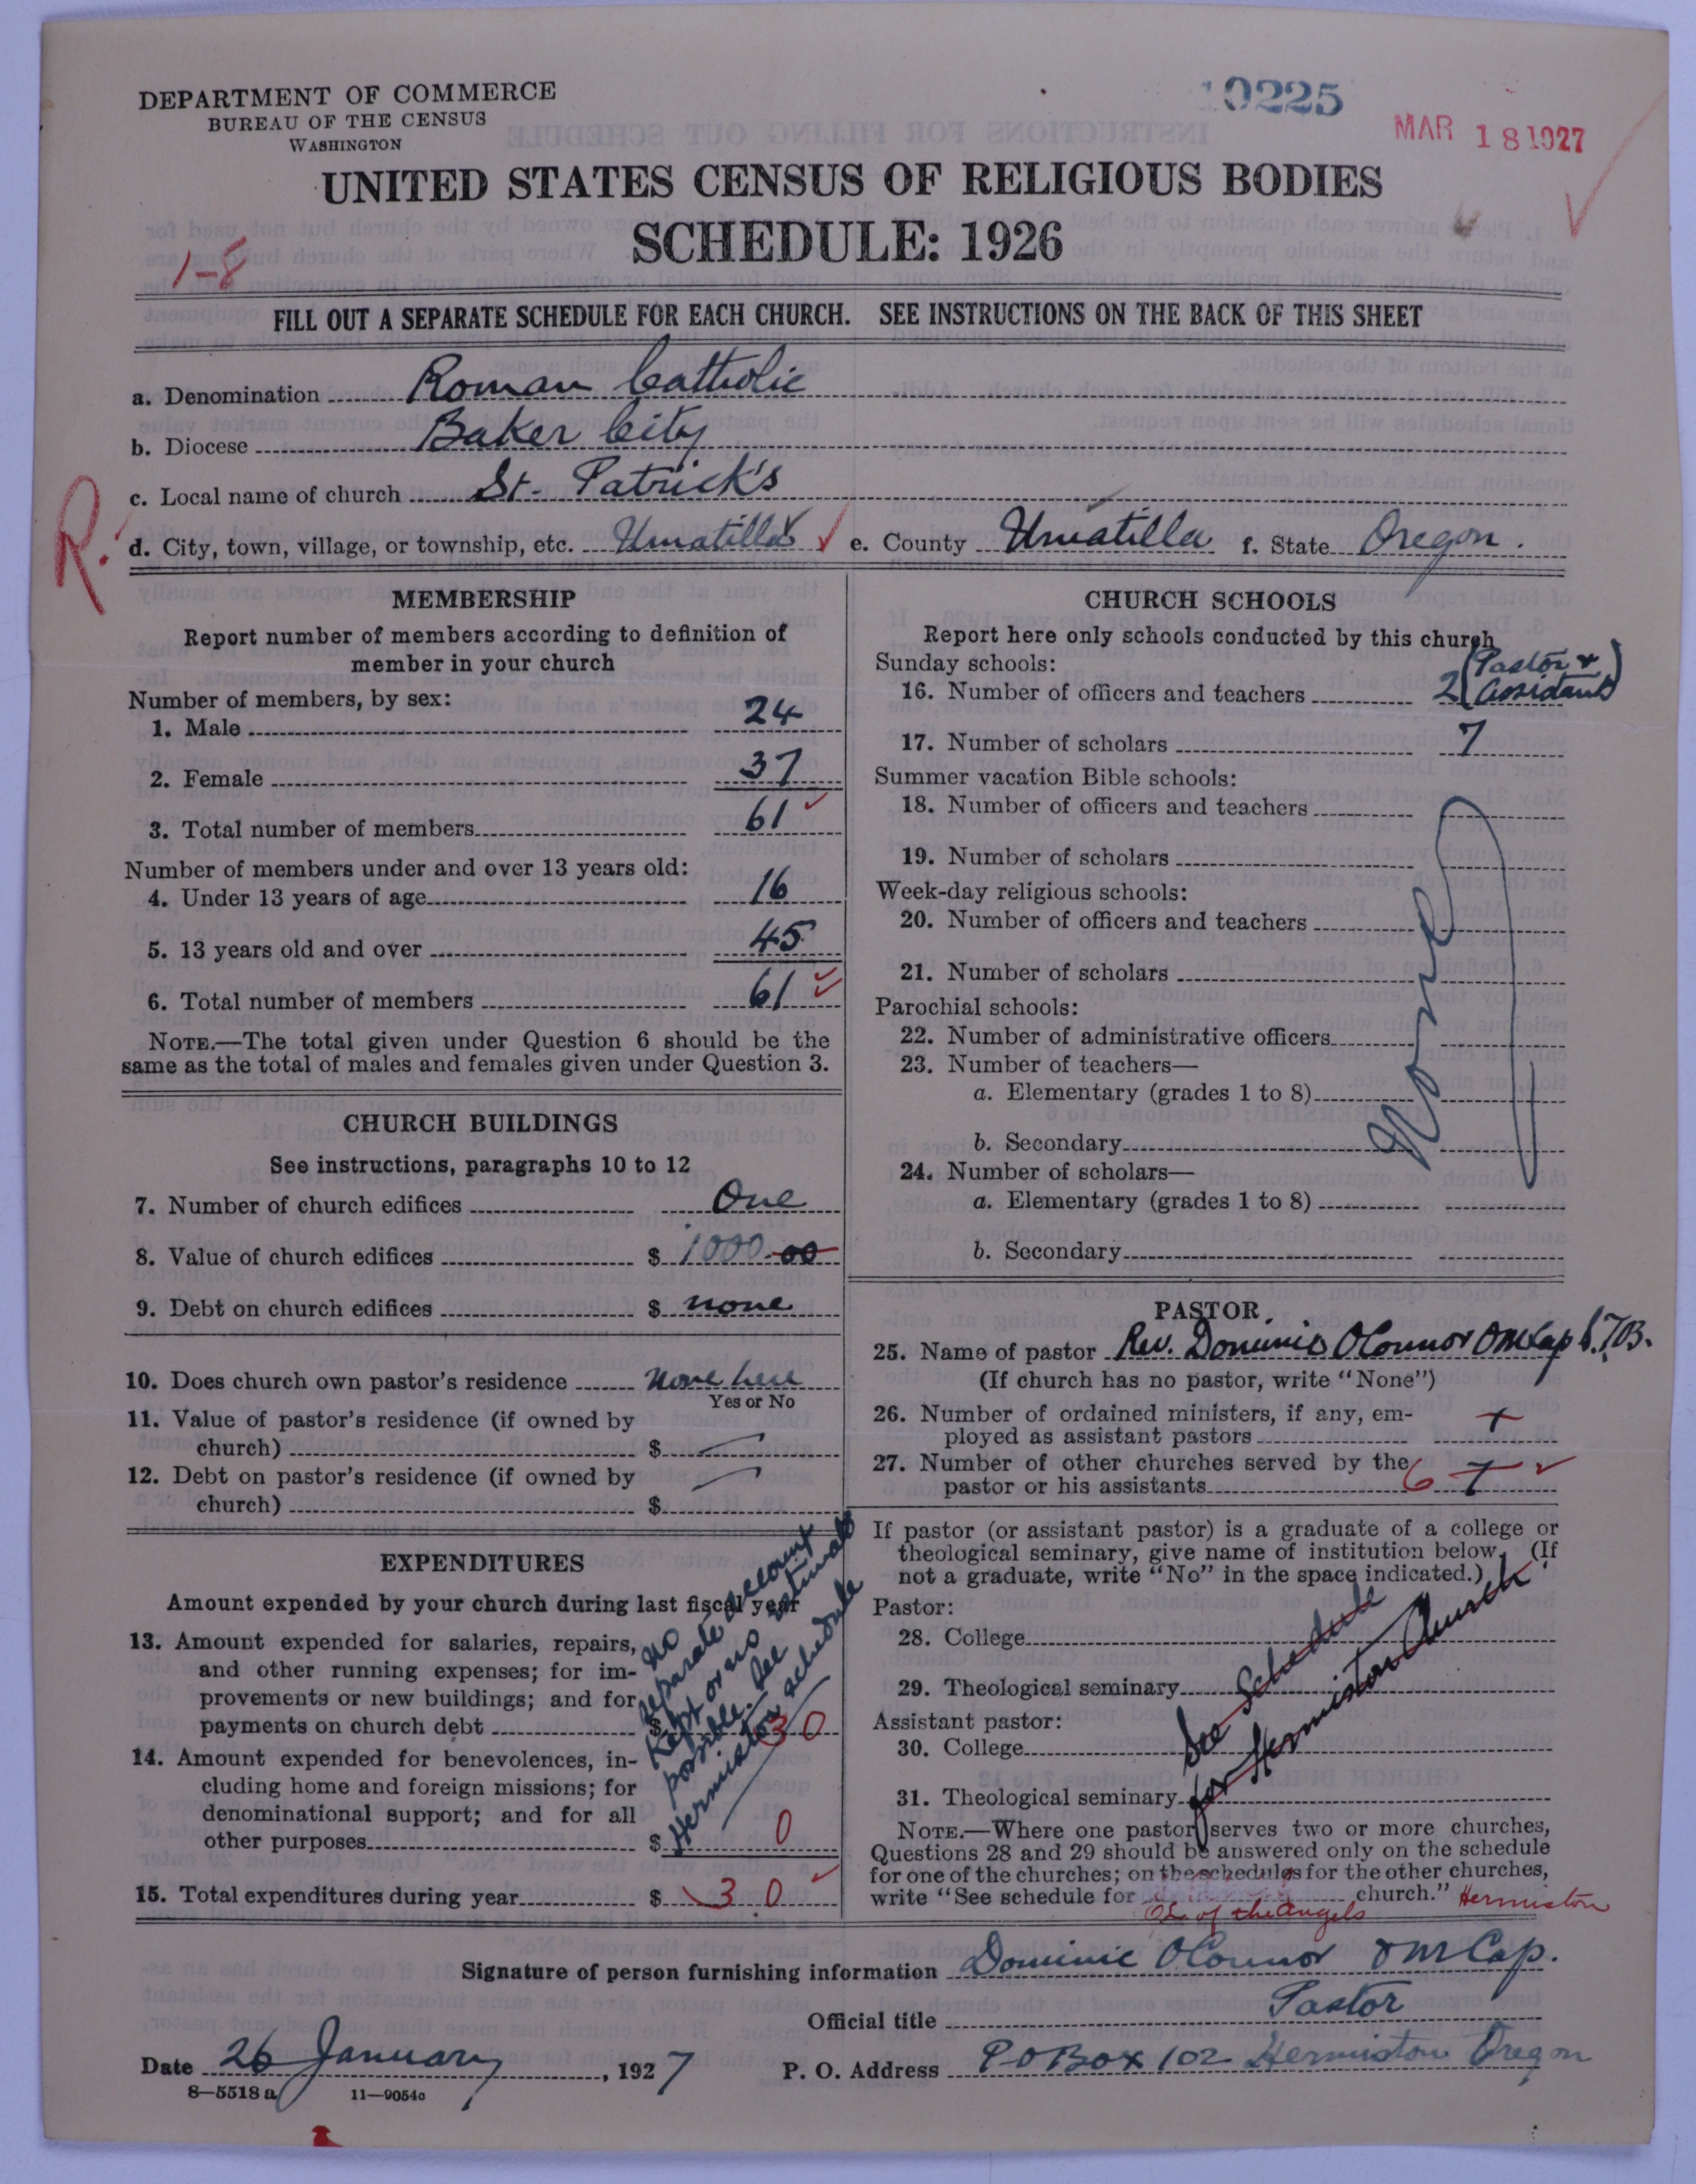 DEPARTMENT OF COMMERCE
BUREAU OF THE CENSUS
WASHINGTON
10225
MAR 18 1927
UNITED STATES CENSUS OF RELIGIOUS BODIES
SCHEDULE: 1926
1-8
FILL OUT A SEPARATE SCHEDULE FOR EACH CHURCH. SEE INSTRUCTIONS ON THE BACK OF THIS SHEET
a. Denomination Roman Catholic
b. Diocese Baker City
c. Local name of church St. Patrick's
R.
d. City, town, village, or township, etc. Umatilla e. County Umatilla f. State Oregon.
MEMBERSHIP
Report number of members according to definition of
member in your church
Number of members, by sex:
1. Male 24
2. Female 37
3. Total number of members 61
Number of members under and over 13 years old:
4. Under 13 years of age 16
5. 13 years old and over 45
6. Total number of members 61
NOTE.—The total given under Question 6 should be the
same as the total of males and females given under Question 3.
CHURCH BUILDINGS
See instructions, paragraphs 10 to 12
7. Number of church edifices One
8. Value of church edifices $ 1000.00
9. Debt on church edifices $ none
10. Does church own pastor's residence None here
Yes or No
11. Value of pastor's residence (if owned by
church) $ —
12. Debt on pastor's residence (if owned by
church) $ —
EXPENDITURES
Amount expended by your church during last fiscal year
13. Amount expended for salaries, repairs,
and other running expenses; for im-
provements or new buildings; and for
payments on church debt $ 30
14. Amount expended for benevolences, in-
cluding home and foreign missions; for
denominational support; and for all
other purposes $ 0
15. Total expenditures during year $ 30
No
separate account
Kept or no estimate
possible. See
Hermiston schedule
CHURCH SCHOOLS
Report here only schools conducted by this church
Sunday schools:
16. Number of officers and teachers 2 (Pastor & Assistant)
17. Number of scholars 7
Summer vacation Bible schools:
18. Number of officers and teachers
19. Number of scholars
Week-day religious schools:
20. Number of officers and teachers
21. Number of scholars
Parochial schools:
22. Number of administrative officers
23. Number of teachers—
a. Elementary (grades 1 to 8)
b. Secondary
24. Number of scholars—
a. Elementary (grades 1 to 8)
b. Secondary
None
PASTOR
25. Name of pastor Rev. Dominic O'Connor OMCap S.T.B.
(If church has no pastor, write "None")
26. Number of ordained ministers, if any, em-
ployed as assistant pastors +
27. Number of other churches served by the
pastor or his assistants 6 7
If pastor (or assistant pastor) is a graduate of a college or
theological seminary, give name of institution below. (If
not a graduate, write "No" in the space indicated.)
Pastor:
28. College
29. Theological seminary
Assistant pastor:
30. College
31. Theological seminary
See Schedule
for Hermiston Church
NOTE.—Where one pastor serves two or more churches,
Questions 28 and 29 should be answered only on the schedule
for one of the churches; on the schedules for the other churches,
write "See schedule for church." Hermiston
OL of the Angels
Signature of person furnishing information Dominic O'Connor OMCap.
Official title Pastor
Date 26 January, 1927 P. O. Address P O Box 102 Hermiston Oregon
8—5518 a 11—9054c